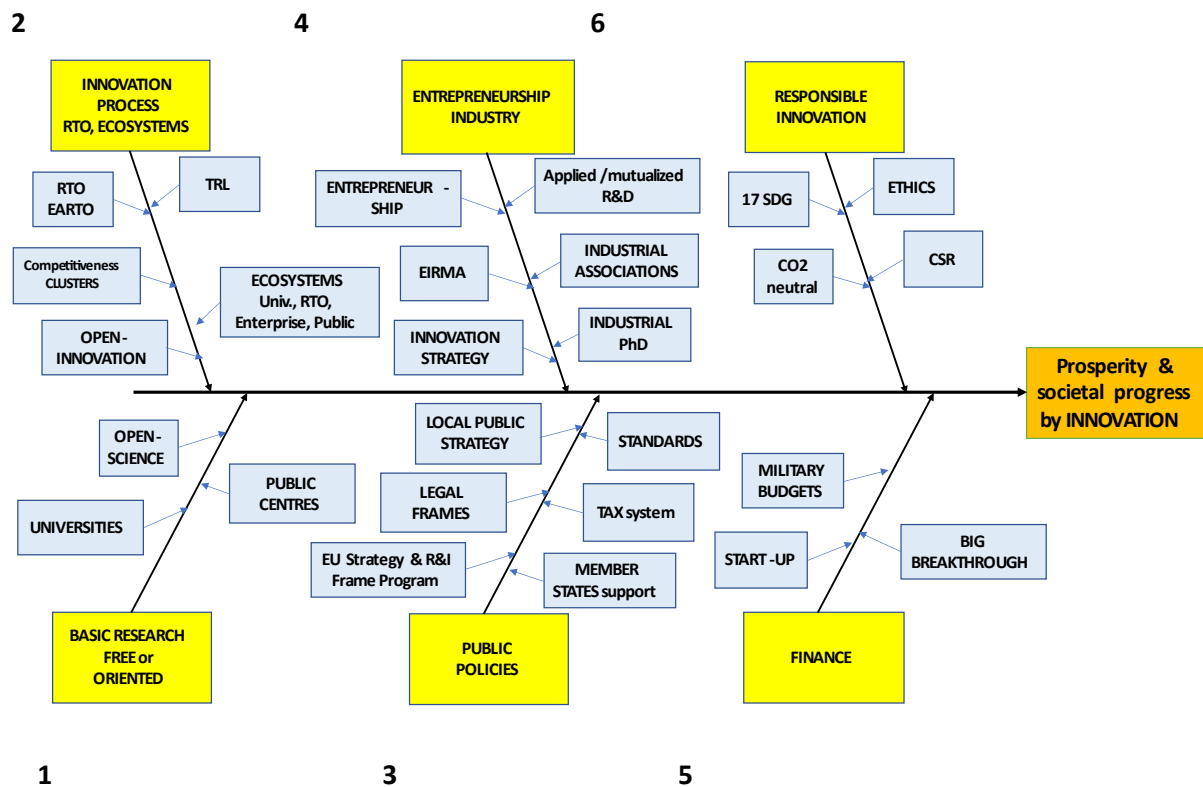 2
4
6
INNOVATION
PROCESS
RTO, ECOSYSTEMS
ENTREPRENEURSHIP
INDUSTRY
RESPONSIBLE
INNOVATION
RTO
EARTO
TRL
Competitiveness
CLUSTERS
ECOSYSTEMS
Univ., RTO,
Enterprise, Public
OPEN-
INNOVATION
ENTREPRENEUR -
SHIP
Applied /mutualized
R&D
EIRMA
INDUSTRIAL
ASSOCIATIONS
INNOVATION
STRATEGY
INDUSTRIAL
PhD
17 SDG
ETHICS
CO2
neutral
CSR
Prosperity &
societal progress
by INNOVATION
OPEN-
SCIENCE
PUBLIC
CENTRES
UNIVERSITIES
LOCAL PUBLIC
STRATEGY
STANDARDS
LEGAL
FRAMES
TAX system
EU Strategy & R&I
Frame Program
MEMBER
STATES support
MILITARY
BUDGETS
START -UP
BIG
BREAKTHROUGH
BASIC RESEARCH
FREE or
ORIENTED
PUBLIC
POLICIES
FINANCE
1
3
5